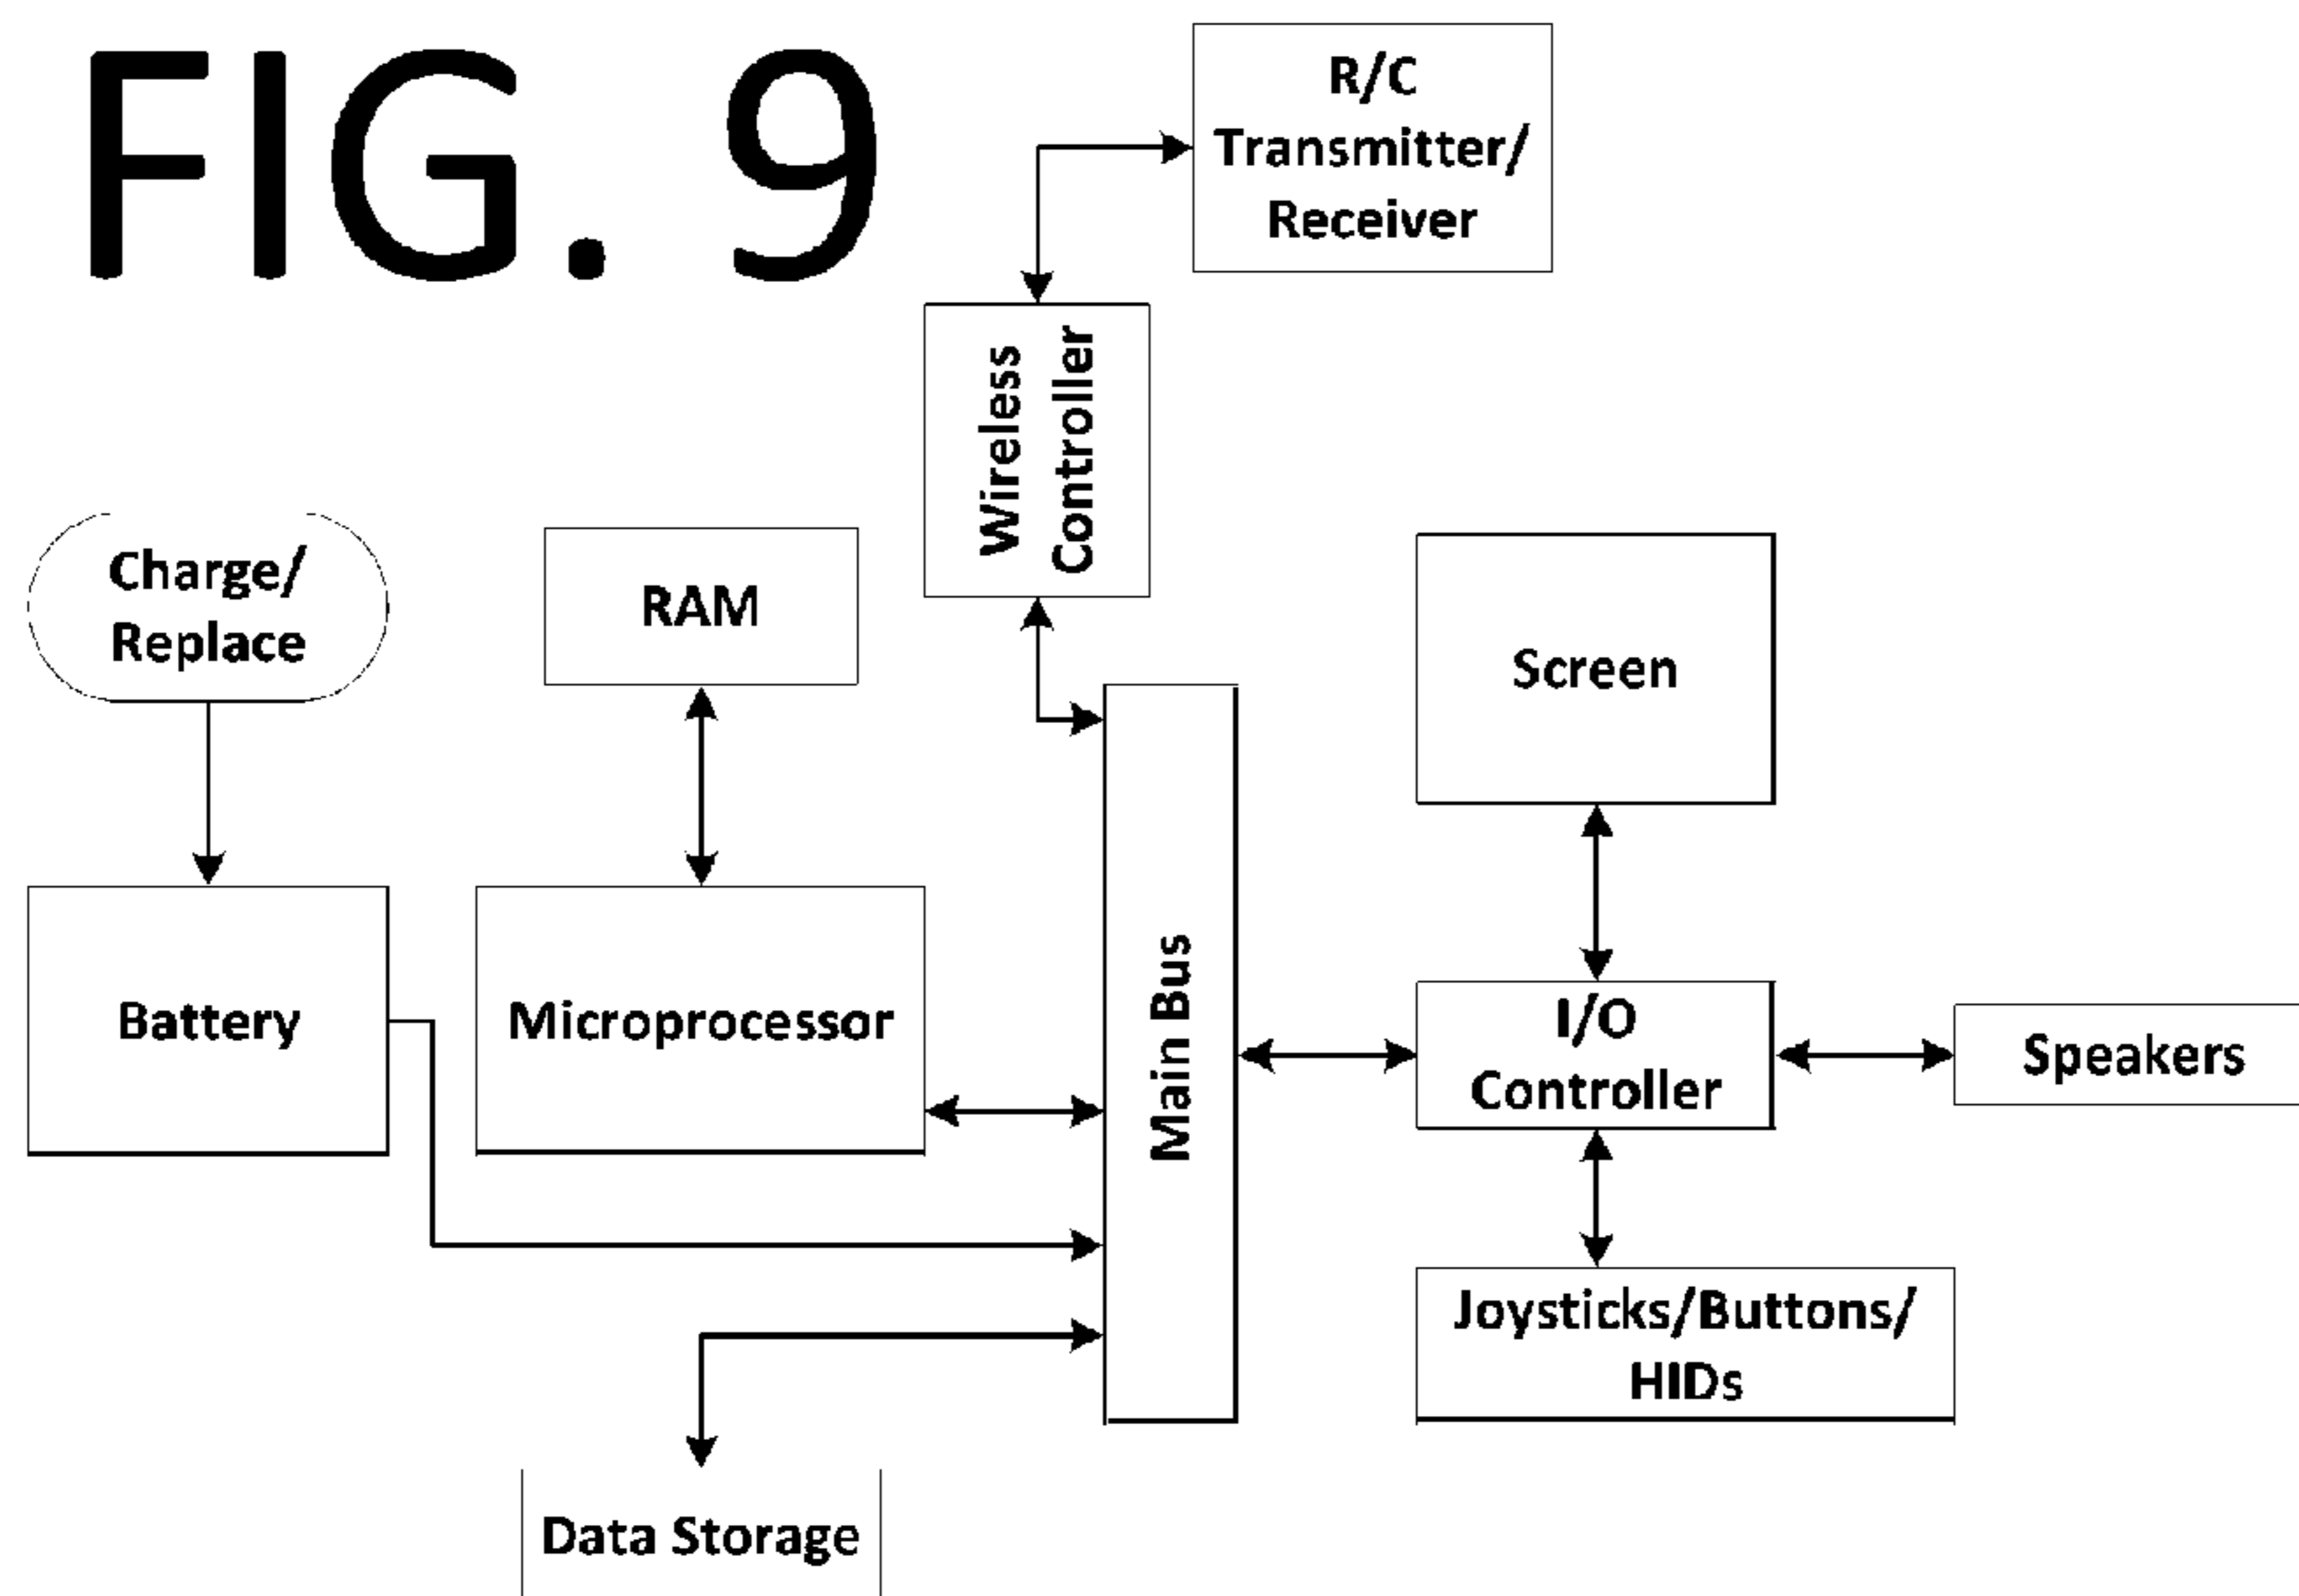 FIG. 9
R/C
Transmitter/
Receiver
Wireless
Controller
Charge/
Replace
RAM
Screen
Battery
Microprocessor
Main Bus
I/O
Controller
Speakers
Joysticks/Buttons/
HIDs
Data Storage